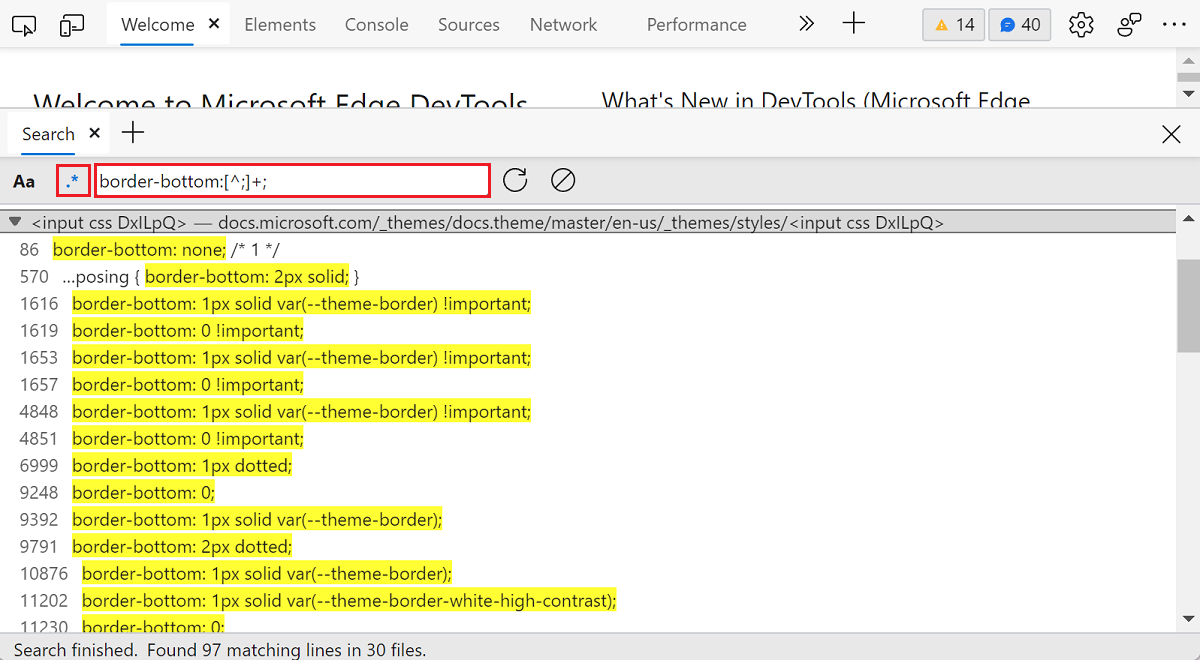 Welcome × Elements Console Sources Network Performance 14 40
Welcome to Microsoft Edge DevTools What's New in DevTools (Microsoft Edge
Search ×
Aa .* border-bottom:[^;]+;
<input css DxILpQ> — docs.microsoft.com/_themes/docs.theme/master/en-us/_themes/styles/<input css DxILpQ>
86 border-bottom: none; /* 1 */
570 …posing { border-bottom: 2px solid; }
1616 border-bottom: 1px solid var(--theme-border) !important;
1619 border-bottom: 0 !important;
1653 border-bottom: 1px solid var(--theme-border) !important;
1657 border-bottom: 0 !important;
4848 border-bottom: 1px solid var(--theme-border) !important;
4851 border-bottom: 0 !important;
6999 border-bottom: 1px dotted;
9248 border-bottom: 0;
9392 border-bottom: 1px solid var(--theme-border);
9791 border-bottom: 2px dotted;
10876 border-bottom: 1px solid var(--theme-border);
11202 border-bottom: 1px solid var(--theme-border-white-high-contrast);
11230 border-bottom: 0;
Search finished. Found 97 matching lines in 30 files.